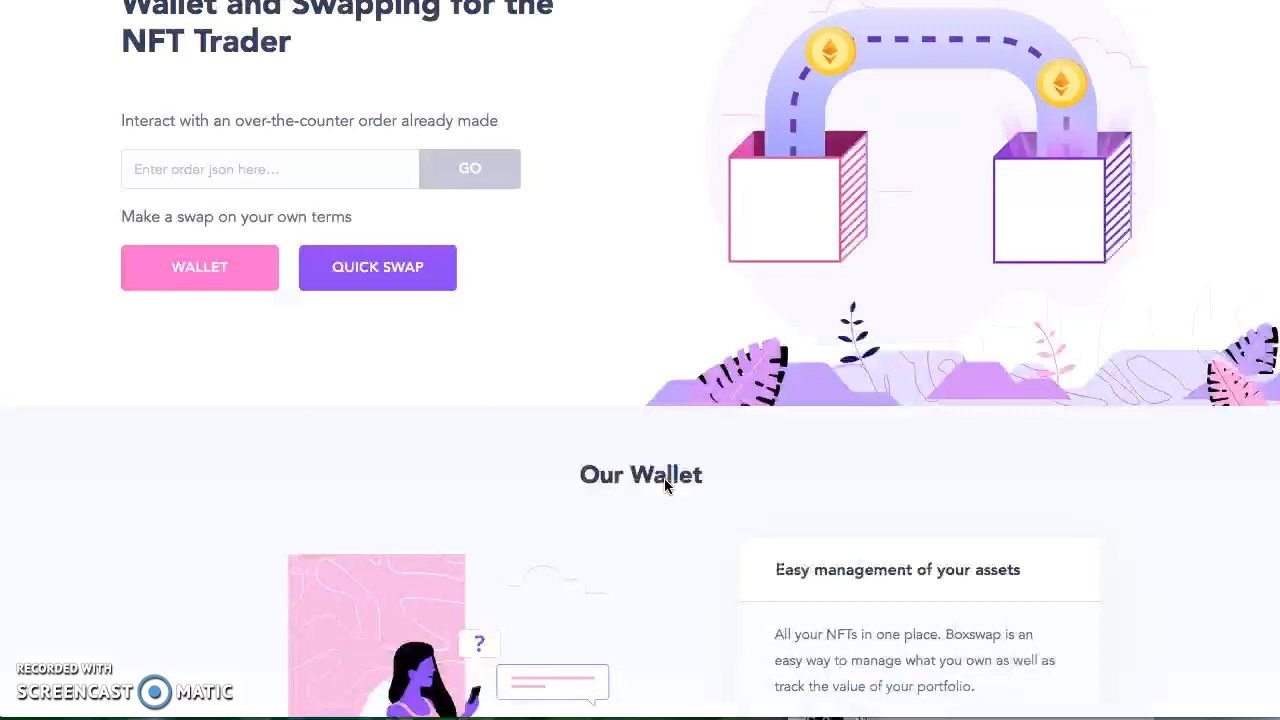 Wallet and Swapping for the
NFT Trader
Interact with an over-the-counter order already made
Enter order json here...
GO
Make a swap on your own terms
WALLET
QUICK SWAP
Our Wallet
Easy management of your assets
All your NFTs in one place. Boxswap is an
easy way to manage what you own as well as
track the value of your portfolio.
?
RECORDED WITH
SCREENCAST MATIC